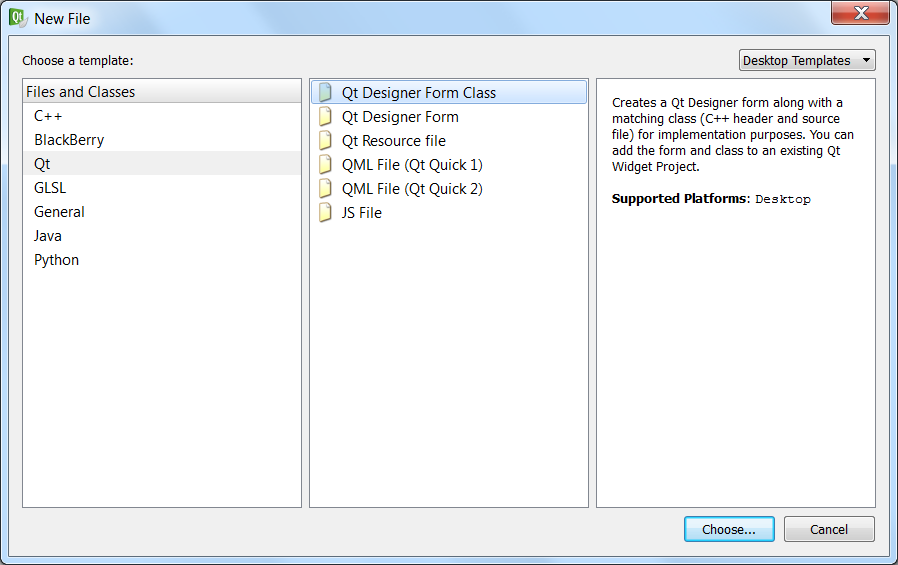 New File
Choose a template:
Desktop Templates
Files and Classes
C++
BlackBerry
Qt
GLSL
General
Java
Python
Qt Designer Form Class
Qt Designer Form
Qt Resource file
QML File (Qt Quick 1)
QML File (Qt Quick 2)
JS File
Creates a Qt Designer form along with a
matching class (C++ header and source
file) for implementation purposes. You can
add the form and class to an existing Qt
Widget Project.
Supported Platforms: Desktop
Choose...
Cancel